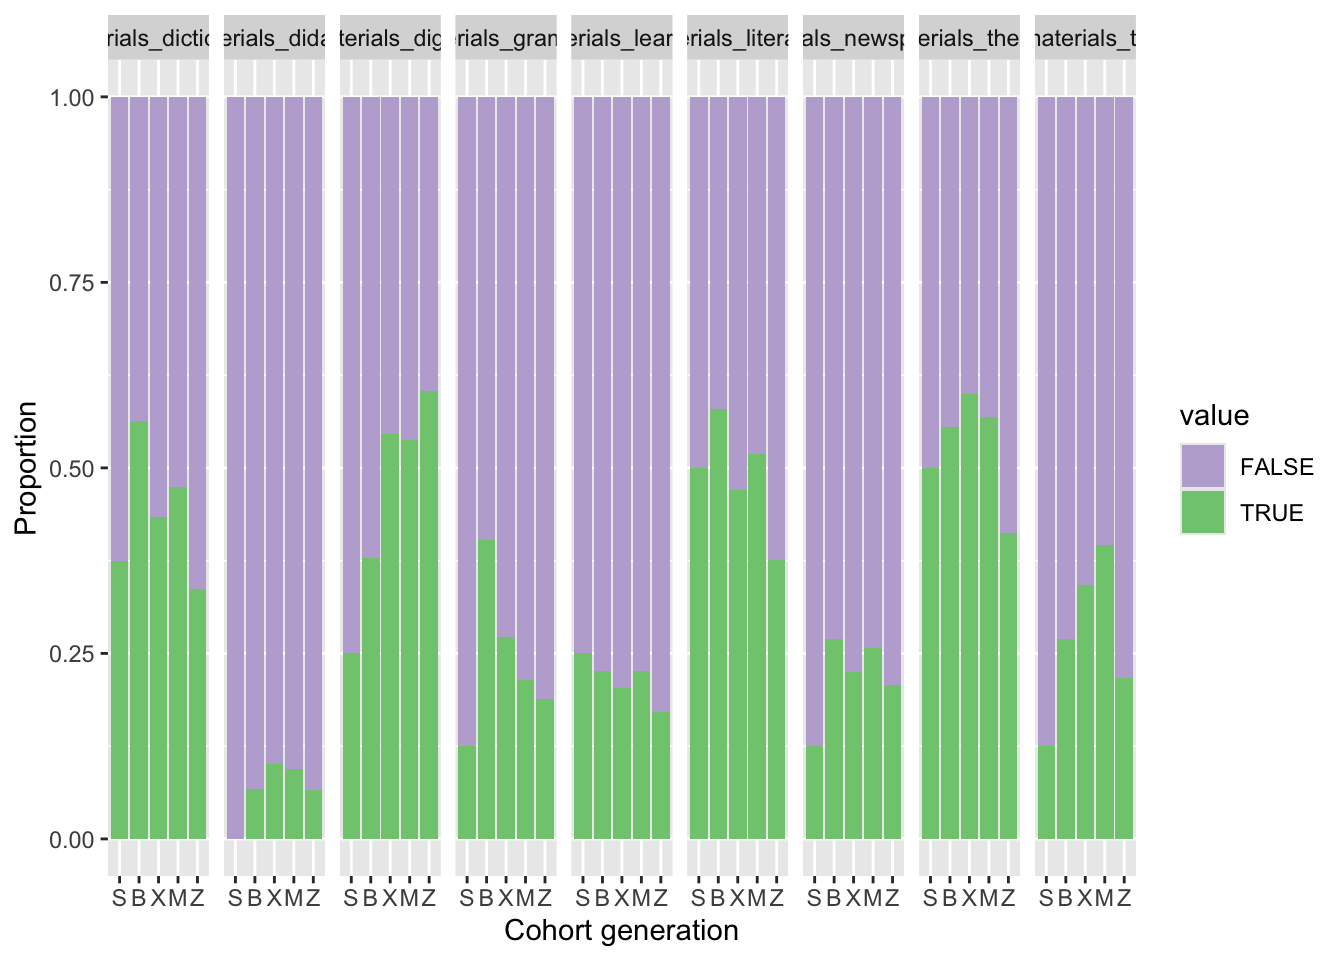 rials_dictio erials_dida terials_dig erials_gran erials_lear erials_litera als_newsp erials_the naterials_t
1.00
0.75
0.50
0.25
0.00
Proportion
S B X M Z S B X M Z S B X M Z S B X M Z S B X M Z S B X M Z S B X M Z S B X M Z S B X M Z
Cohort generation
value
FALSE
TRUE